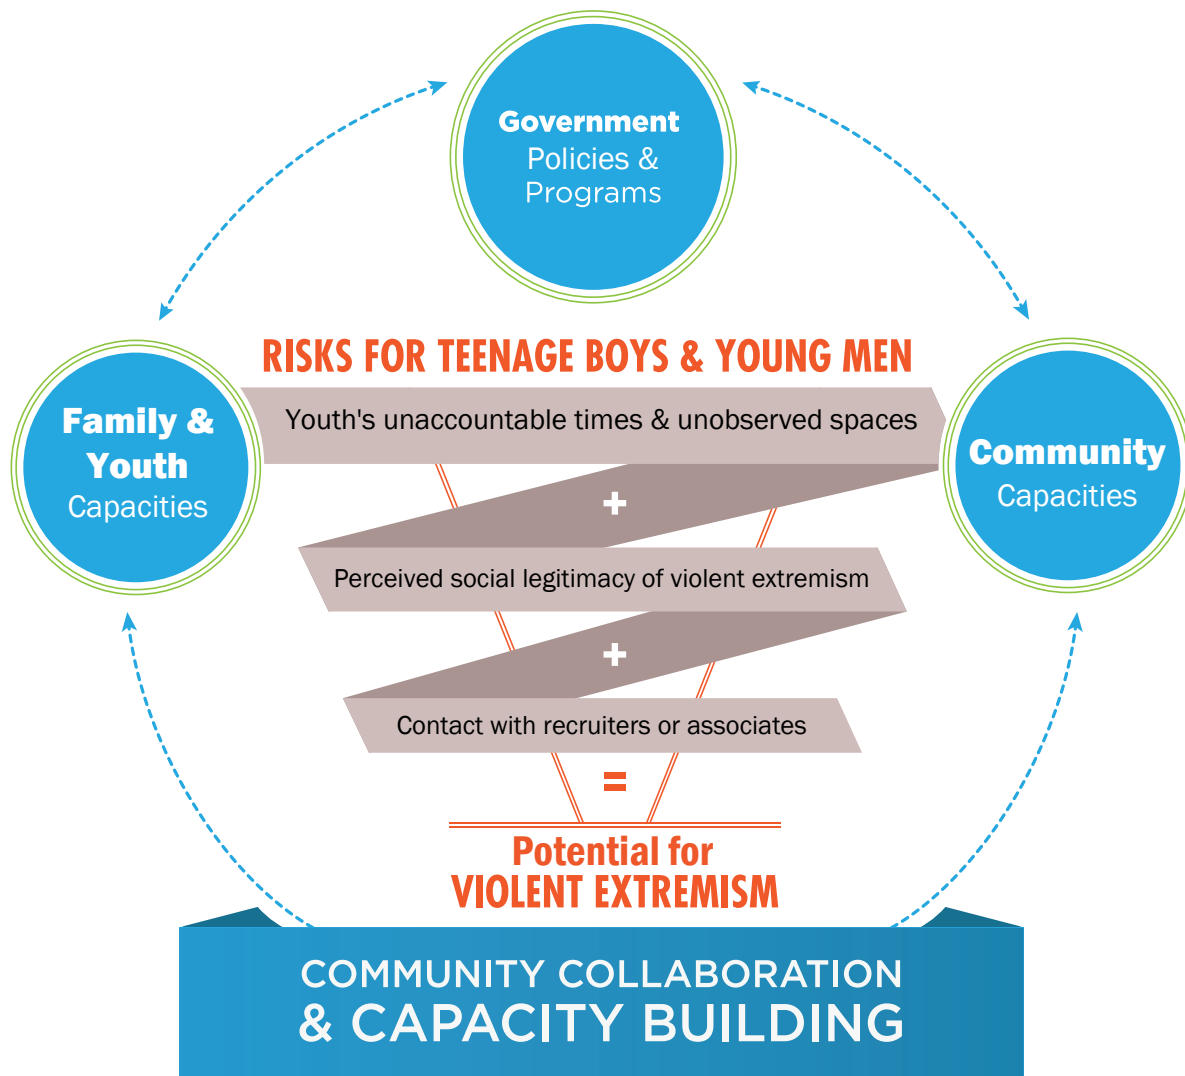 Government
Policies &
Programs
RISKS FOR TEENAGE BOYS & YOUNG MEN
Family &
Youth
Capacities
Youth's unaccountable times & unobserved spaces
Community
Capacities
+
Perceived social legitimacy of violent extremism
+
Contact with recruiters or associates
=
Potential for
VIOLENT EXTREMISM
COMMUNITY COLLABORATION
& CAPACITY BUILDING